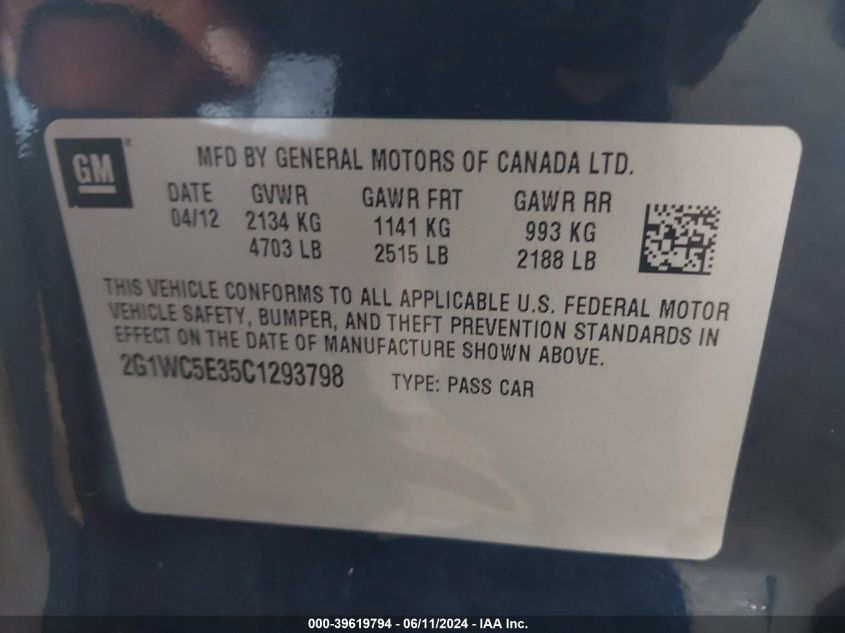 GM
MFD BY GENERAL MOTORS OF CANADA LTD.
DATE GVWR GAWR FRT GAWR RR
04/12 2134 KG 1141 KG 993 KG
4703 LB 2515 LB 2188 LB
THIS VEHICLE CONFORMS TO ALL APPLICABLE U.S. FEDERAL MOTOR
VEHICLE SAFETY, BUMPER, AND THEFT PREVENTION STANDARDS IN
EFFECT ON THE DATE OF MANUFACTURE SHOWN ABOVE.
2G1WC5E35C1293798 TYPE: PASS CAR
000-39619794 - 06/11/2024 - IAA Inc.